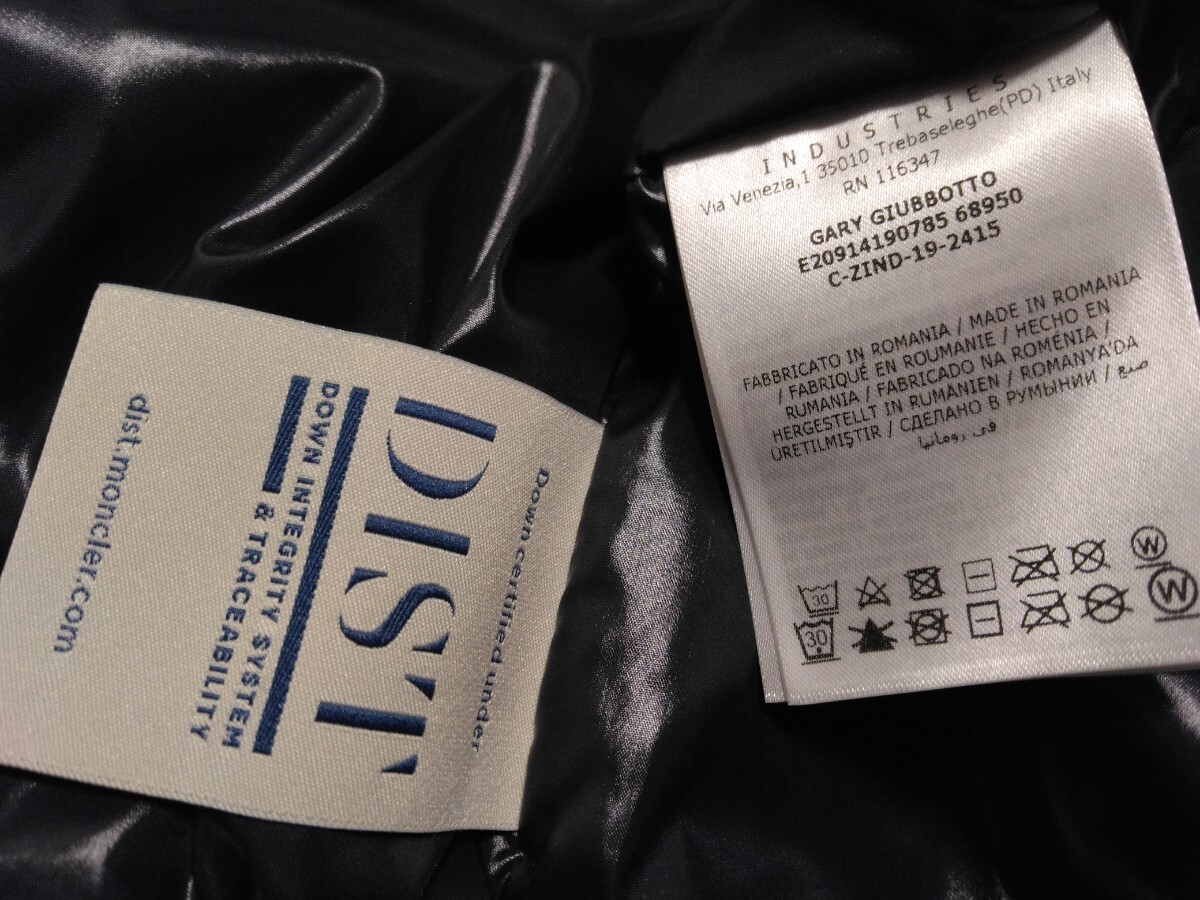 Down certified under
DIST
DOWN INTEGRITY SYSTEM
& TRACEABILITY
dist.moncler.com
INDUSTRIES
Via Venezia,1 35010 Trebaseleghe(PD) Italy
RN 116347
GARY GIUBBOTTO
E20914190785 68950
C-ZIND-19-2415
FABBRICATO IN ROMANIA / MADE IN ROMANIA
/ FABRIQUÉ EN ROUMANIE / HECHO EN
RUMANIA / FABRICADO NA ROMÉNIA /
HERGESTELLT IN RUMÄNIEN / ROMANYA'DA
ÜRETILMIŞTIR / СДЕЛАНО В РУМЫНИИ / صنع
في رومانيا
30 W
30 W